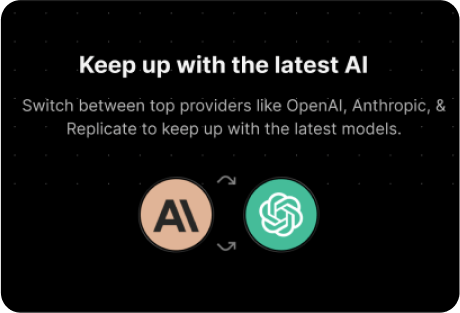 Keep up with the latest AI
Switch between top providers like OpenAI, Anthropic, &
Replicate to keep up with the latest models.
AI